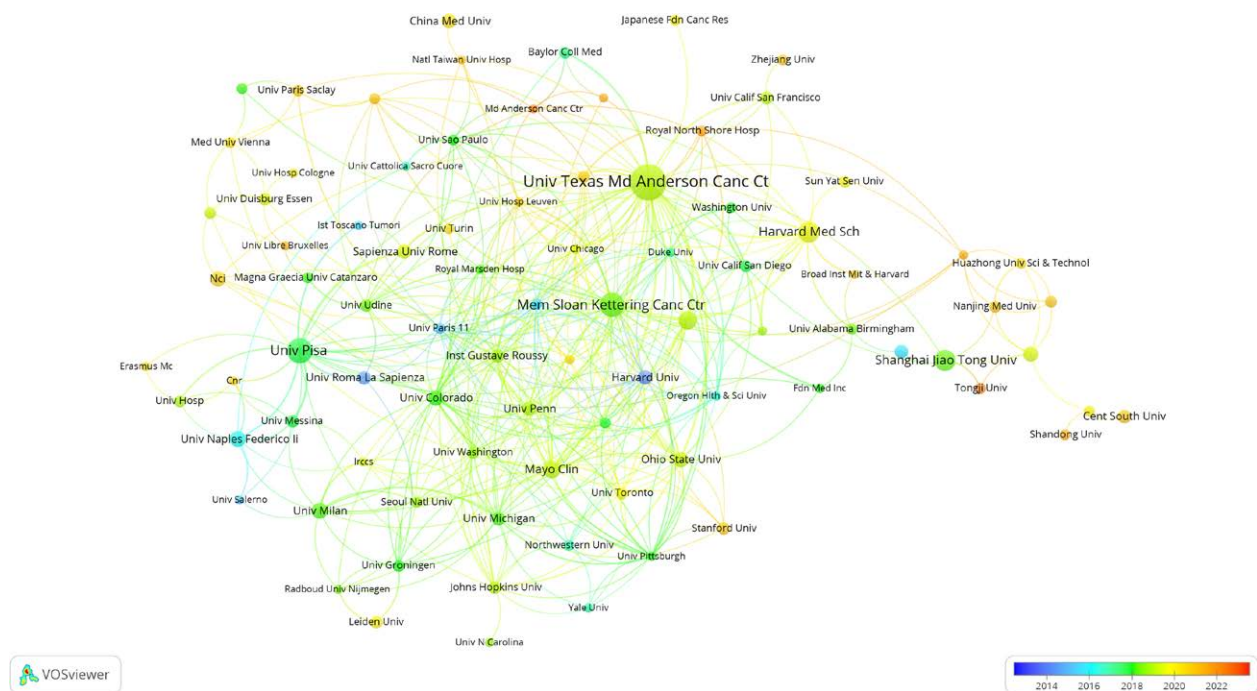 China Med Univ
Japanese Fdn Canc Res
Baylor Coll Med
Natl Taiwan Univ Hosp
Zhejiang Univ
Univ Paris Saclay
Univ Calif San Francisco
Md Anderson Canc Ctr
Royal North Shore Hosp
Med Univ Vienna
Univ Sao Paulo
Univ Cattolica Sacro Cuore
Univ Hosp Cologne
Univ Texas Md Anderson Canc Ct
Sun Yat Sen Univ
Univ Duisburg Essen
Univ Hosp Leuven
Washington Univ
Ist Toscano Tumori
Univ Turin
Harvard Med Sch
Univ Libre Bruxelles
Sapienza Univ Rome
Univ Chicago
Duke Univ
Royal Marsden Hosp
Univ Calif San Diego
Huazhong Univ Sci & Technol
Nci
Magna Graecia Univ Catanzaro
Broad Inst Mit & Harvard
Univ Udine
Mem Sloan Kettering Canc Ctr
Nanjing Med Univ
Univ Paris 11
Univ Alabama Birmingham
Univ Pisa
Inst Gustave Roussy
Shanghai Jiao Tong Univ
Erasmus Mc
Cnr
Univ Roma La Sapienza
Harvard Univ
Univ Hosp
Univ Colorado
Oregon Hlth & Sci Univ
Fdn Med Inc
Tongji Univ
Univ Penn
Univ Messina
Cent South Univ
Univ Naples Federico Ii
Shandong Univ
Univ Washington
Irccs
Mayo Clin
Ohio State Univ
Univ Salerno
Seoul Natl Univ
Univ Toronto
Univ Milan
Univ Michigan
Stanford Univ
Northwestern Univ
Univ Pittsburgh
Univ Groningen
Radboud Univ Nijmegen
Johns Hopkins Univ
Yale Univ
Leiden Univ
Univ N Carolina
VOSviewer
2014 2016 2018 2020 2022